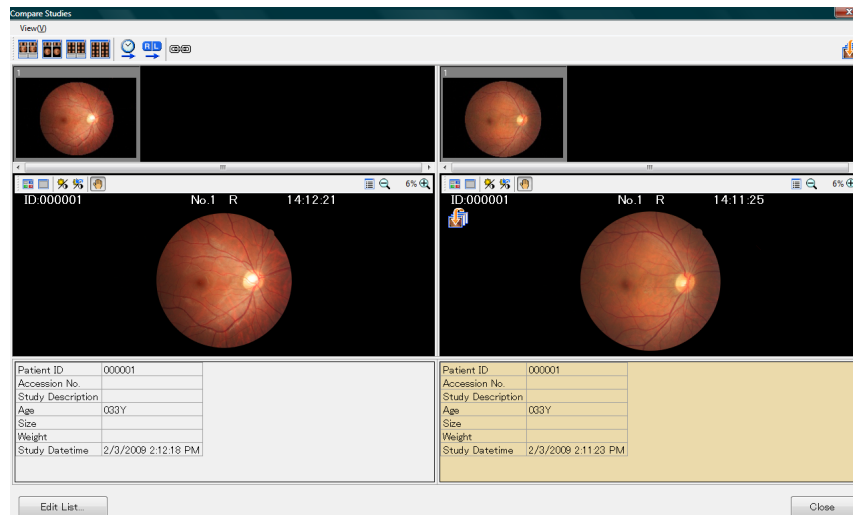 Compare Studies
View(V)
R L
1
1
6%
6%
ID:000001 No.1 R 14:12:21
ID:000001 No.1 R 14:11:25
Patient ID 000001
Accession No.
Study Description
Age 033Y
Size
Weight
Study Datetime 2/3/2009 2:12:18 PM
Patient ID 000001
Accession No.
Study Description
Age 033Y
Size
Weight
Study Datetime 2/3/2009 2:11:23 PM
Edit List...
Close